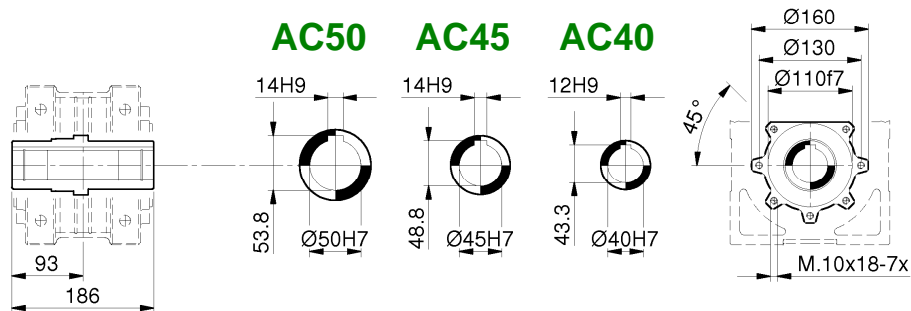 AC50 AC45 AC40
Ø160
Ø130
Ø110f7
14H9 14H9 12H9
45°
53.8
48.8
43.3
Ø50H7 Ø45H7 Ø40H7
93
186
M.10x18-7x